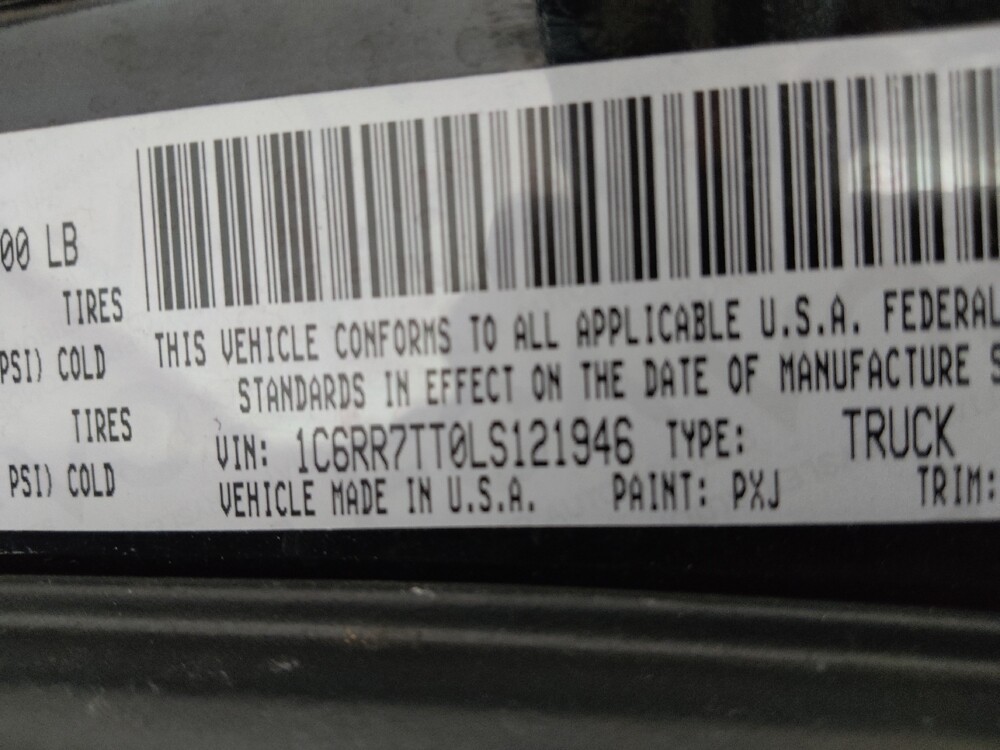 00 LB
TIRES
PSI) COLD
TIRES
PSI) COLD
THIS VEHICLE CONFORMS TO ALL APPLICABLE U.S.A. FEDERAL
STANDARDS IN EFFECT ON THE DATE OF MANUFACTURE S
VIN: 1C6RR7TT0LS121946 TYPE: TRUCK
VEHICLE MADE IN U.S.A. PAINT: PXJ TRIM: